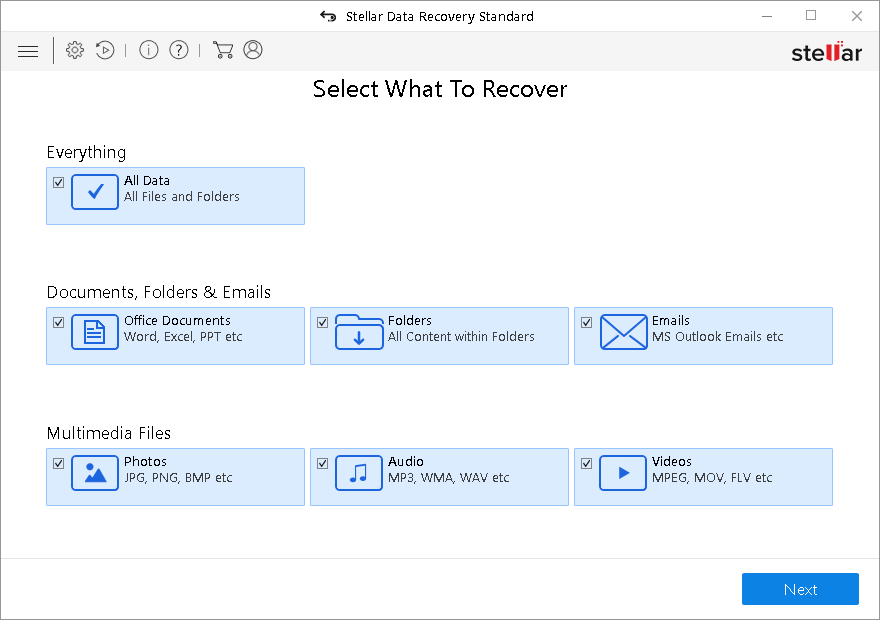 Stellar Data Recovery Standard
stellar
Select What To Recover
Everything
All Data
All Files and Folders
Documents, Folders & Emails
Office Documents
Word, Excel, PPT etc
Folders
All Content within Folders
Emails
MS Outlook Emails etc
Multimedia Files
Photos
JPG, PNG, BMP etc
Audio
MP3, WMA, WAV etc
Videos
MPEG, MOV, FLV etc
Next